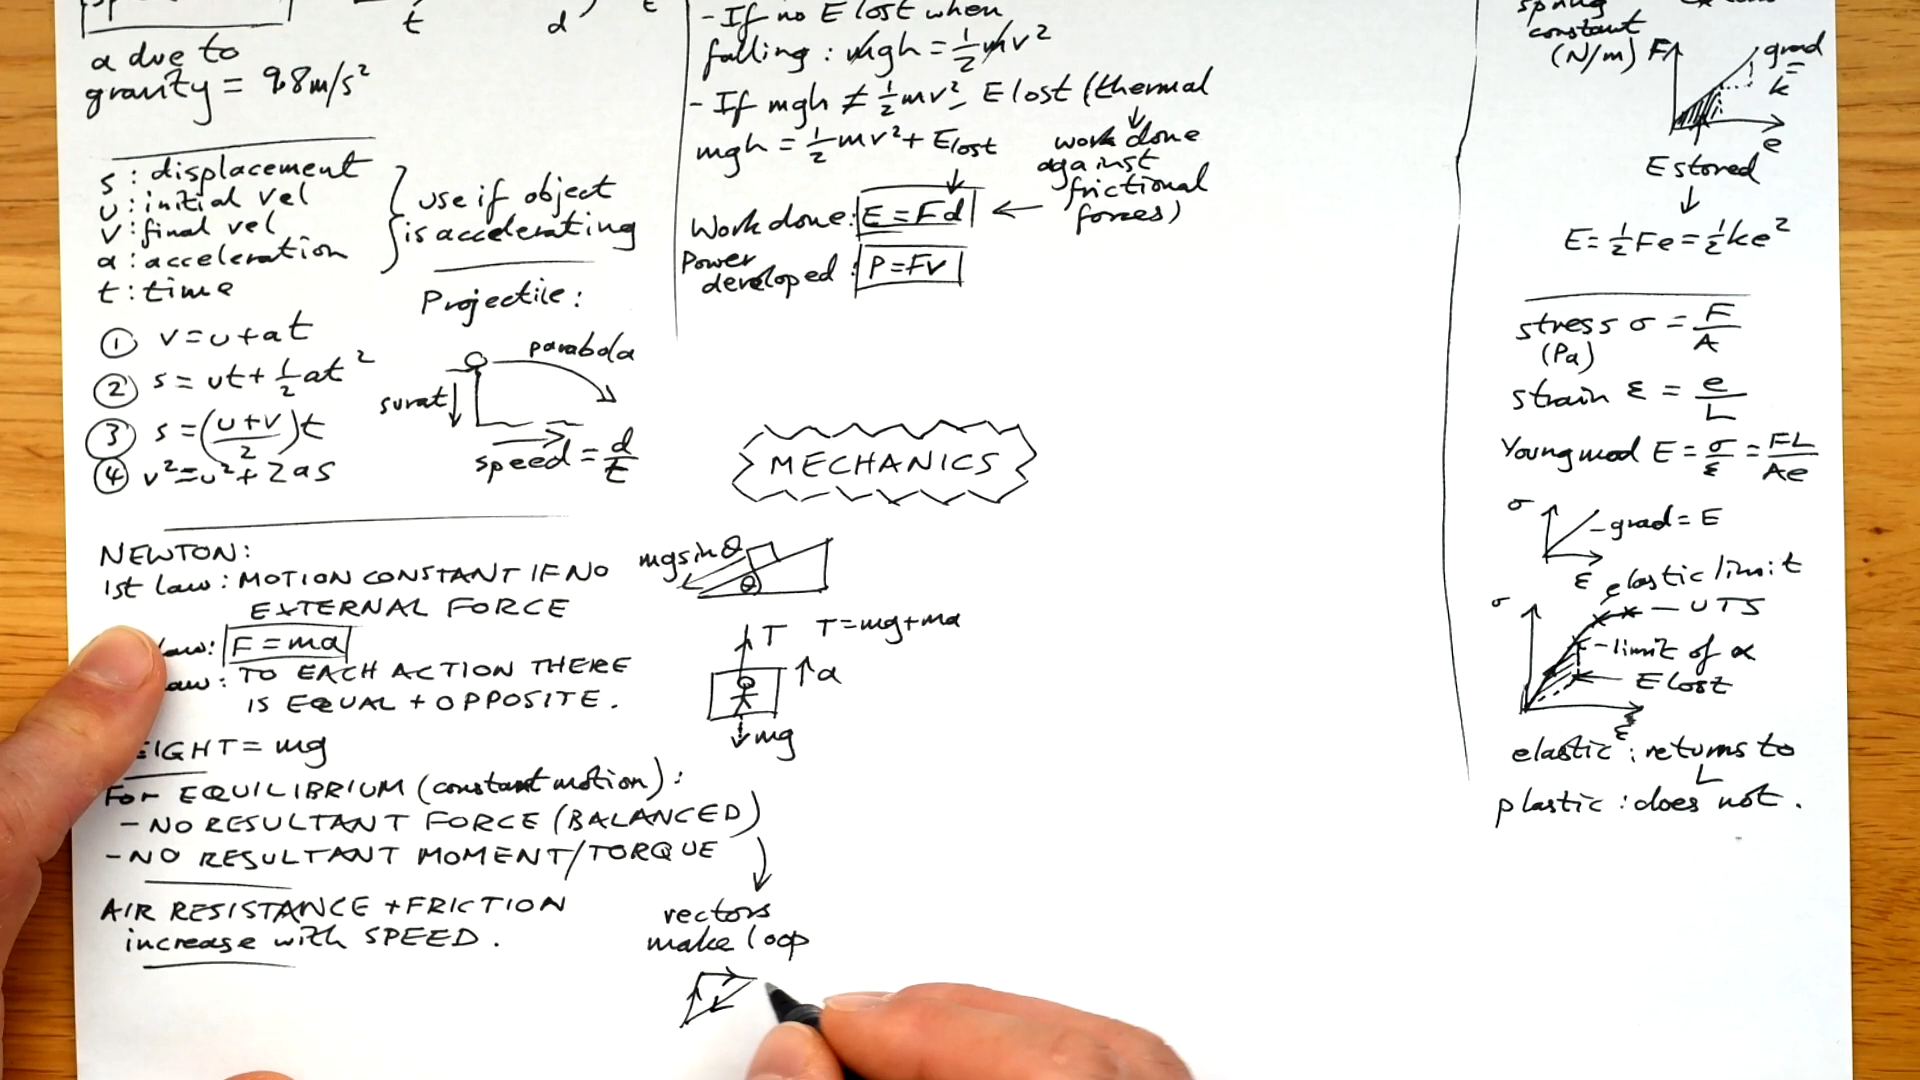 t
d
t
a due to
gravity = 9.8m/s²
s : displacement
u : initial vel
v : final vel
a : acceleration
t : time
use if object
is accelerating
① v = u + at
② s = ut + ½at²
③ s = (u+v/2)t
④ v² = u² + 2as
Projectile :
parabola
suvat
speed = d/t
NEWTON:
1st law : MOTION CONSTANT IF NO
EXTERNAL FORCE
law: F = ma
law : TO EACH ACTION THERE
IS EQUAL + OPPOSITE .
EIGHT = mg
For EQUILIBRIUM (constant motion) :
- NO RESULTANT FORCE (BALANCED)
- NO RESULTANT MOMENT/TORQUE
AIR RESISTANCE + FRICTION
increase with SPEED .
vectors
make loop
- If no E lost when
falling : mgh = ½mv²
- If mgh ≠ ½mv², E lost (thermal
mgh = ½mv² + Elost
work done
against
frictional
forces)
Work done : E = Fd
Power
developed : P = Fv
MECHANICS
mgsinθ
θ
T
T = mg + ma
a
mg
spring
constant
(N/m)
F
grad
=
k
e
E stored
E = ½Fe = ½ke²
stress σ = F/A
(Pa)
strain ε = e/L
Young mod E = σ/ε = FL/Ae
σ
- grad = E
ε
elastic limit
σ
- UTS
- limit of ∝
E lost
ε
elastic : returns to
L
plastic : does not .